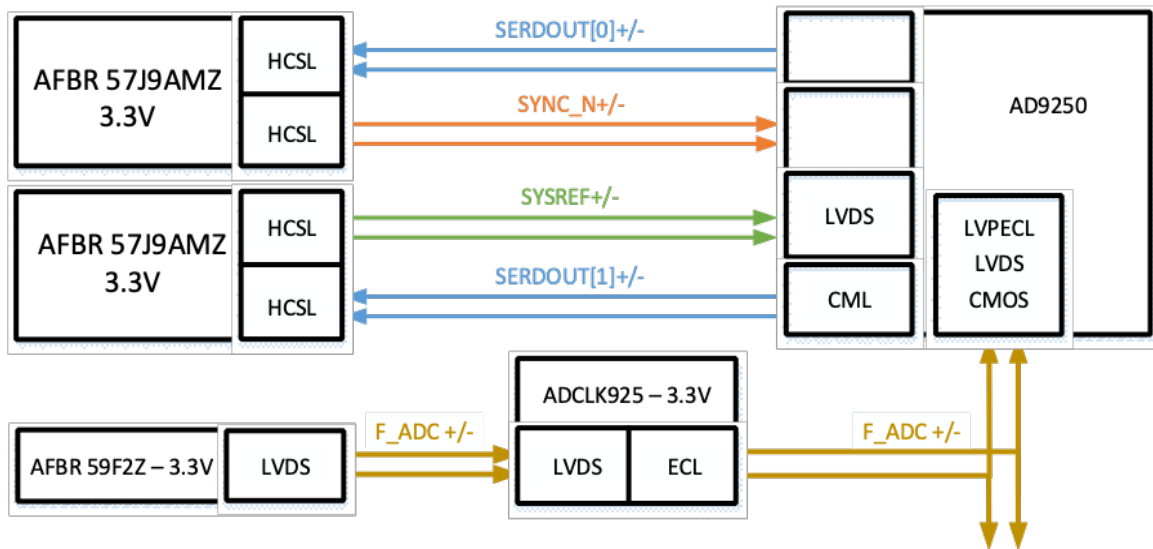 SERDOUT[0]+/-
AFBR 57J9AMZ
3.3V
HCSL
HCSL
SYNC_N+/-
AD9250
AFBR 57J9AMZ
3.3V
HCSL
HCSL
SYSREF+/-
LVDS
SERDOUT[1]+/-
CML
LVPECL
LVDS
CMOS
ADCLK925 – 3.3V
AFBR 59F2Z – 3.3V
LVDS
F_ADC +/-
LVDS
ECL
F_ADC +/-